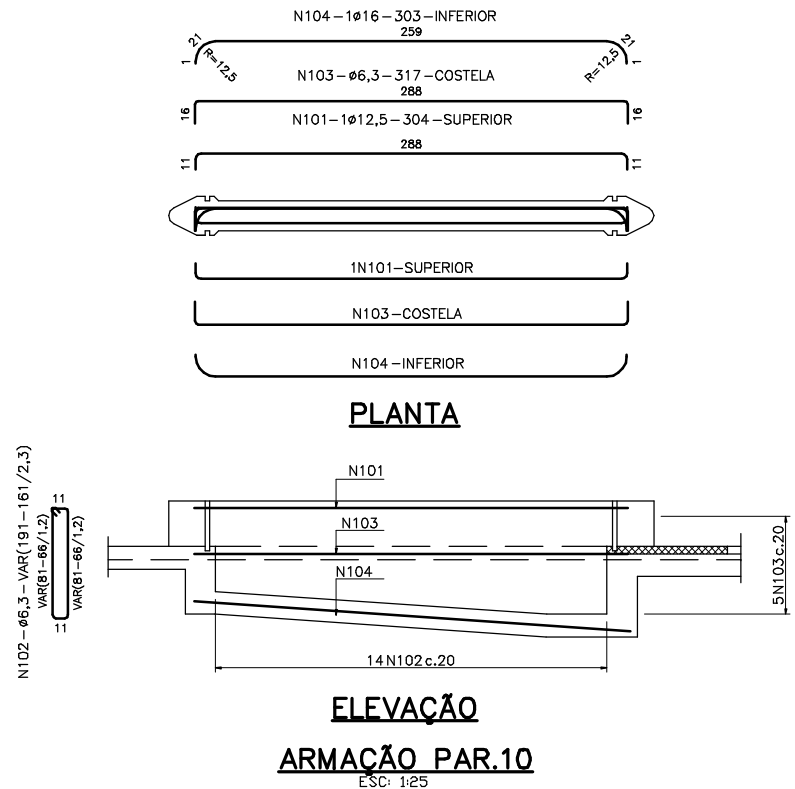 N104-1ø16-303-INFERIOR
259
21
21
1
R=12,5
R=12,5
1
N103-ø6,3-317-COSTELA
288
16
16
N101-1ø12,5-304-SUPERIOR
288
11
11
1N101-SUPERIOR
N103-COSTELA
N104-INFERIOR
PLANTA
N102-ø6,3-VAR(191-161/2,3)
11
VAR(81-66/1,2)
VAR(81-66/1,2)
11
N101
N103
N104
5N103c.20
14N102c.20
ELEVAÇÃO
ARMAÇÃO PAR.10
ESC: 1:25